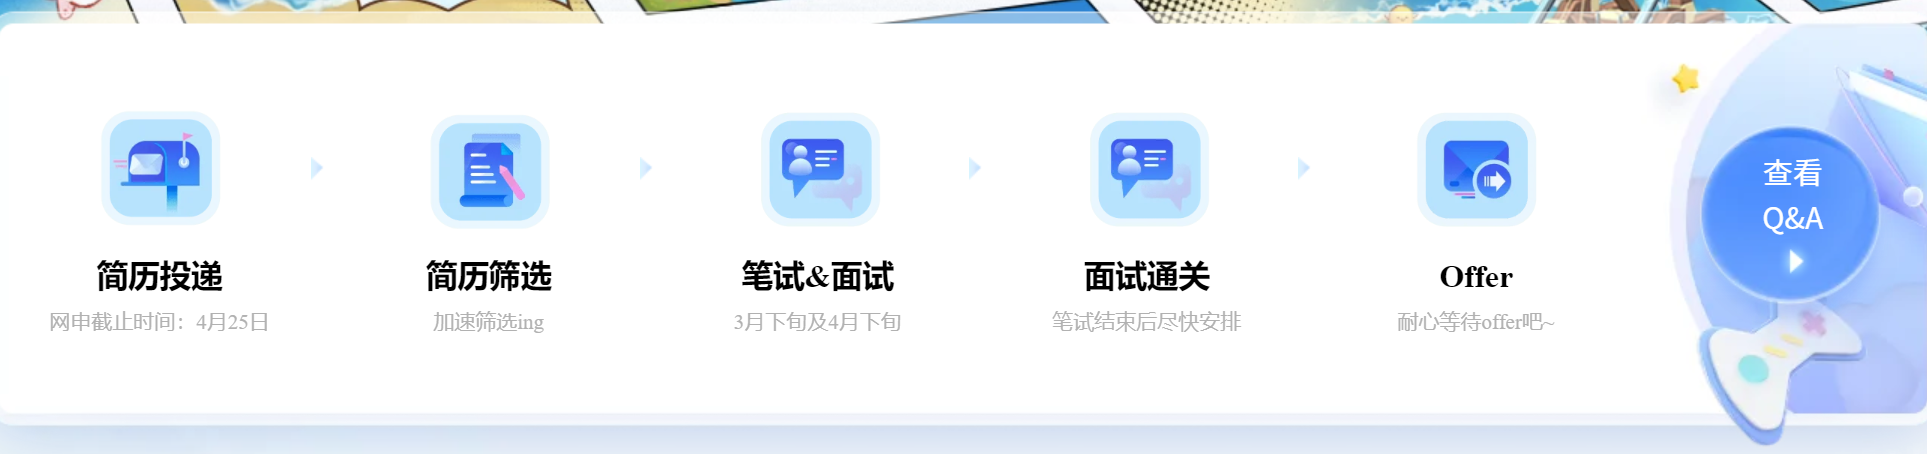 简历投递
网申截止时间：4月25日
简历筛选
加速筛选ing
笔试&面试
3月下旬及4月下旬
面试通关
笔试结束后尽快安排
Offer
耐心等待offer吧~
查看
Q&A